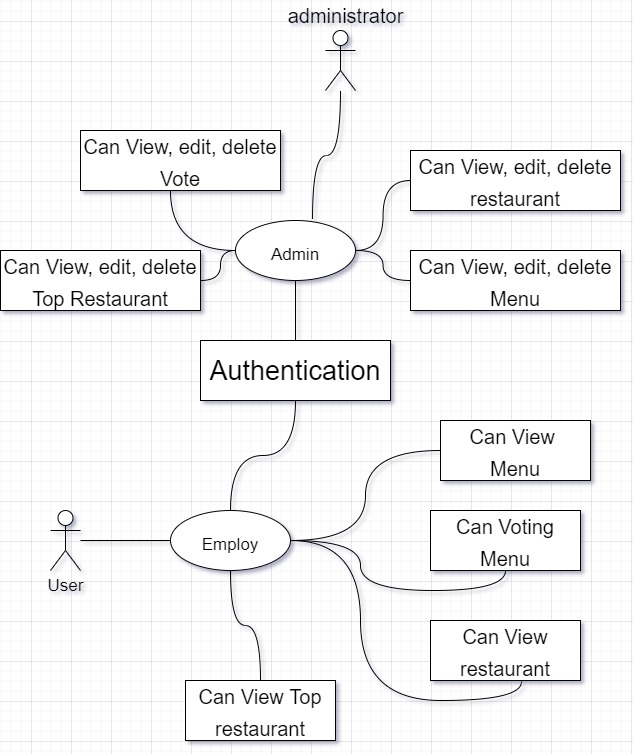 administrator
Can View, edit, delete
Vote
Can View, edit, delete
restaurant
Admin
Can View, edit, delete
Top Restaurant
Can View, edit, delete
Menu
Authentication
Can View
Menu
Can Voting
Menu
Employ
User
Can View
restaurant
Can View Top
restaurant